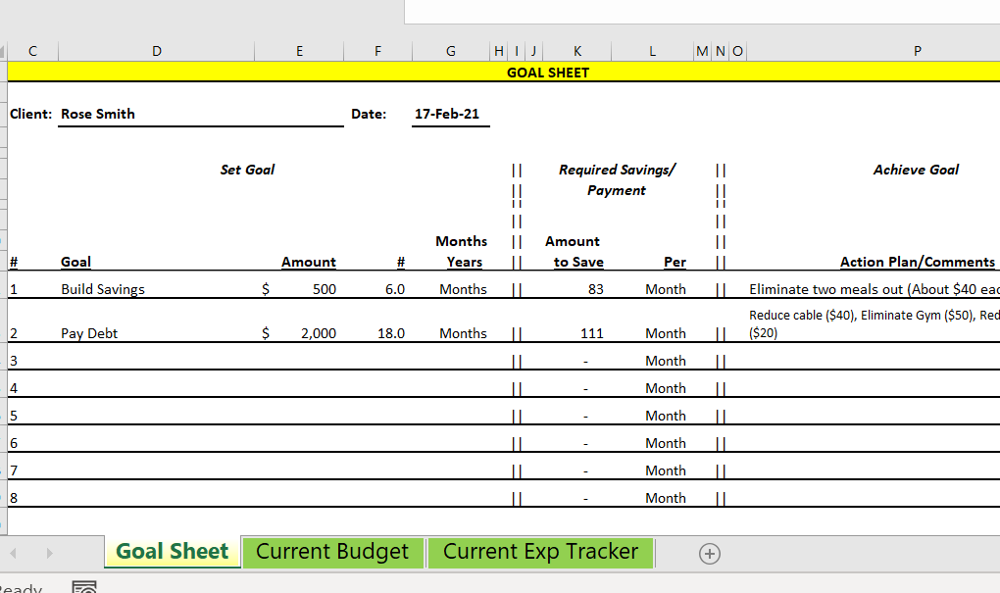 C D E F G H I J K L M N O P
GOAL SHEET
Client: Rose Smith Date: 17-Feb-21
Set Goal || Required Savings/ || Achieve Goal
|| Payment ||
|| ||
|| ||
Months || Amount ||
# Goal Amount # Years || to Save Per || Action Plan/Comments
1 Build Savings $ 500 6.0 Months || 83 Month || Eliminate two meals out (About $40 eac
Reduce cable ($40), Eliminate Gym ($50), Red
2 Pay Debt $ 2,000 18.0 Months || 111 Month || ($20)
3 || - Month ||
4 || - Month ||
5 || - Month ||
6 || - Month ||
7 || - Month ||
8 || - Month ||
Goal Sheet Current Budget Current Exp Tracker
eady